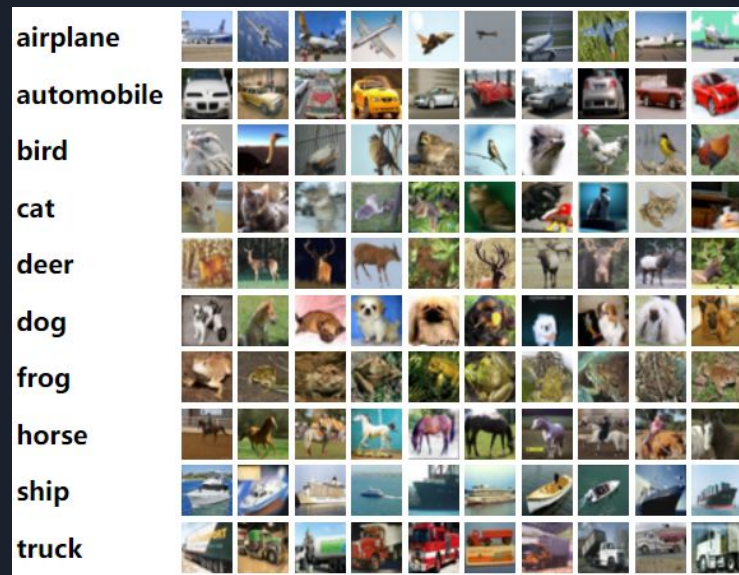 airplane
automobile
bird
cat
deer
dog
frog
horse
ship
truck